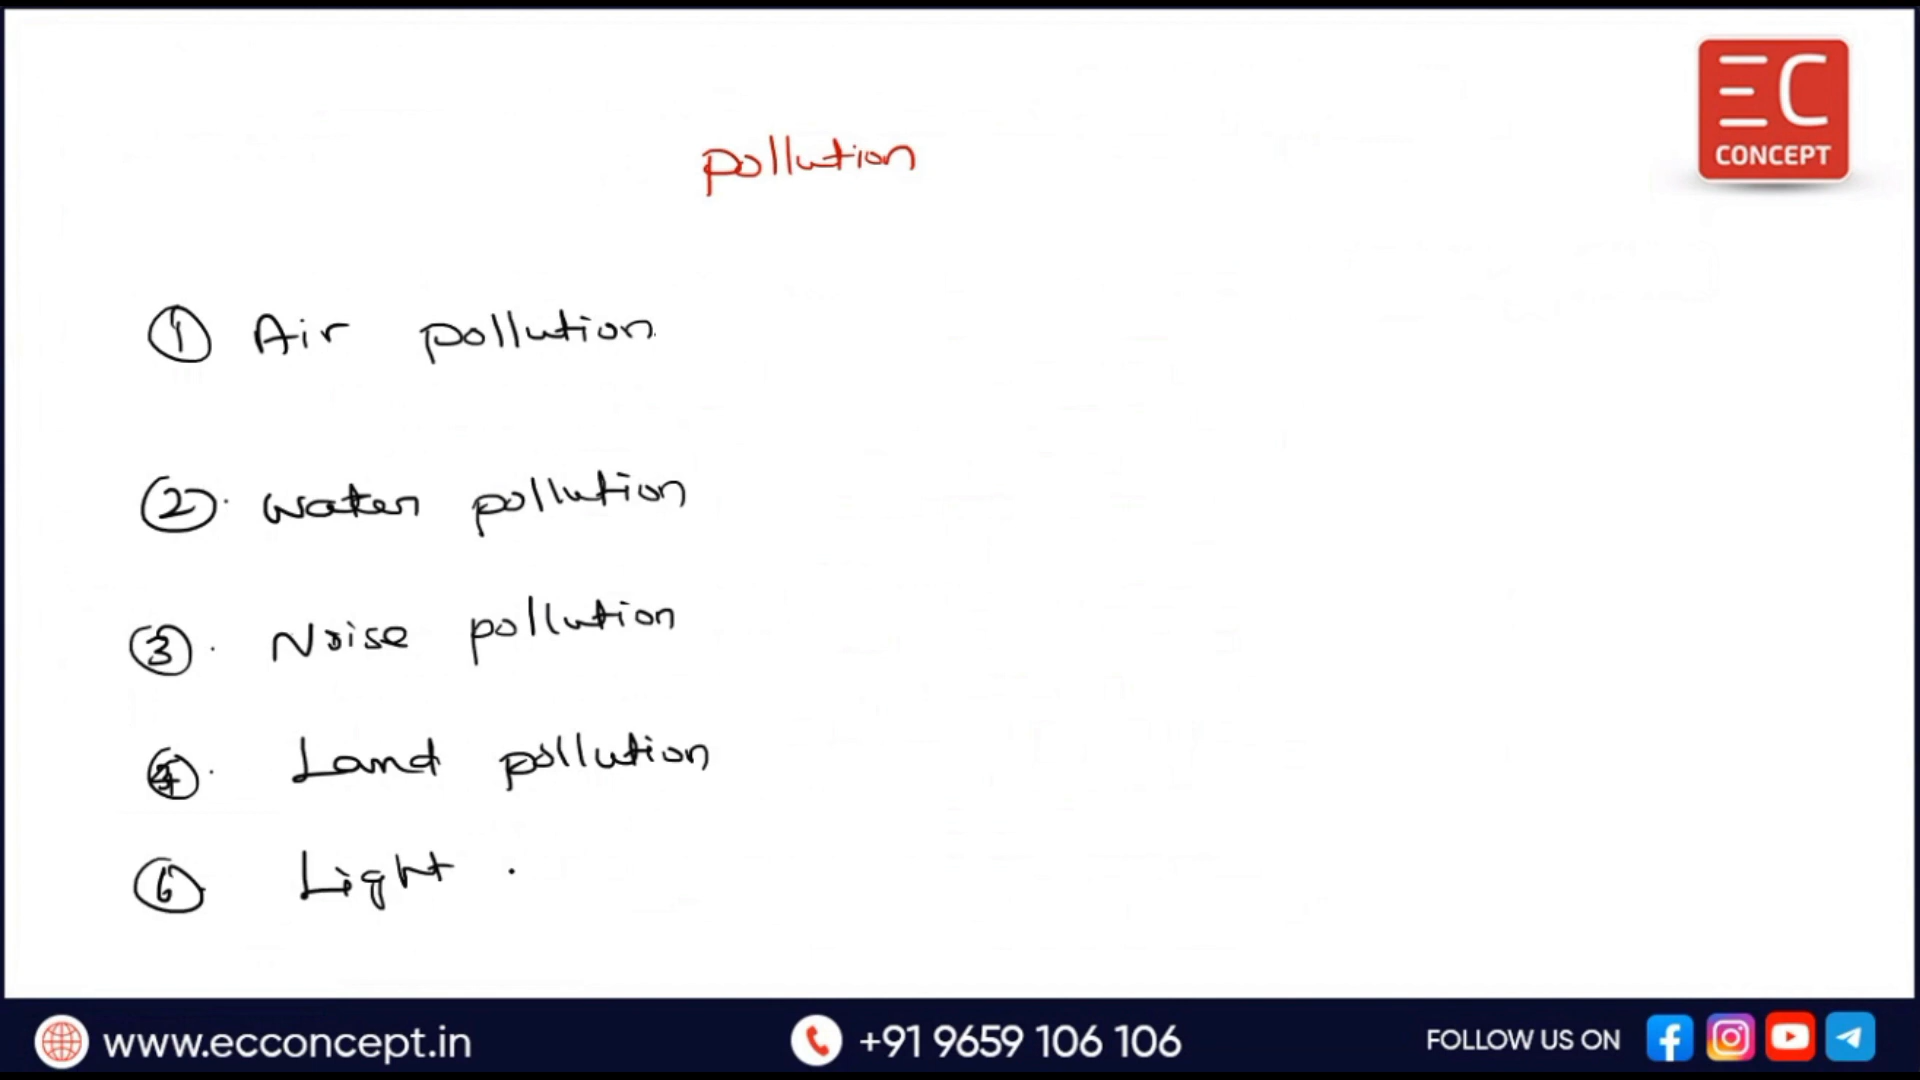 EC
CONCEPT
pollution
① Air pollution
②. Water pollution
③. Noise pollution
④. Land pollution
⑥ Light .
www.ecconcept.in
+91 9659 106 106
FOLLOW US ON